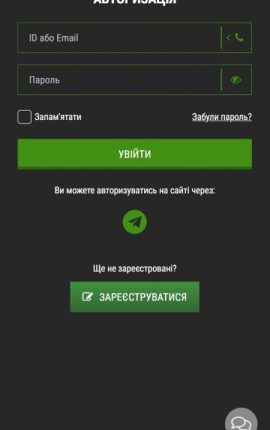 АВТОРИЗАЦІЯ
ID або Email
Пароль
Запам'ятати
Забули пароль?
УВІЙТИ
Ви можете авторизуватись на сайті через:
Ще не зареєстровані?
ЗАРЕЄСТРУВАТИСЯ